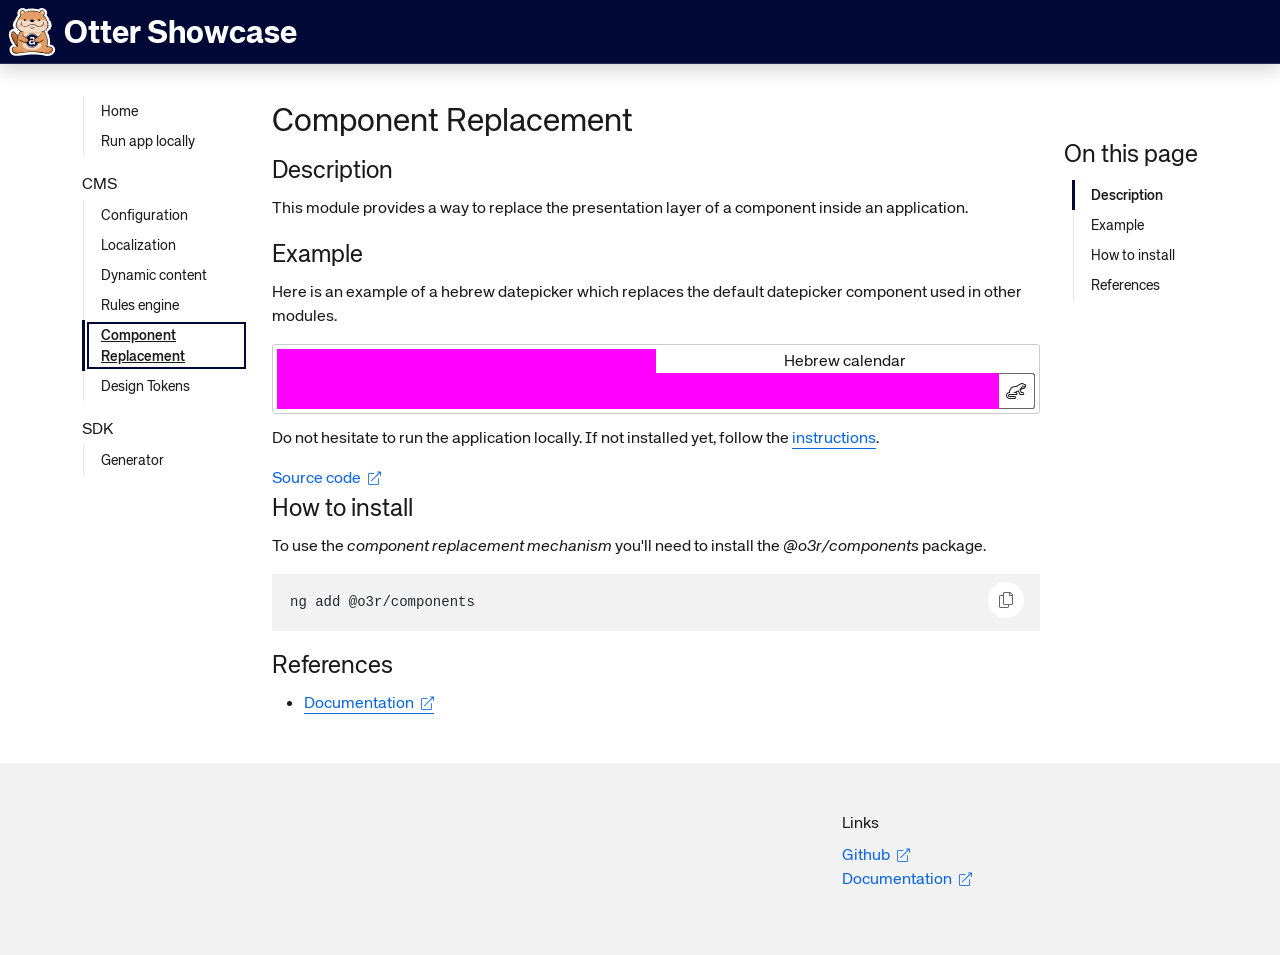 Otter Showcase
Home
Run app locally
CMS
Configuration
Localization
Dynamic content
Rules engine
Component
Replacement
Design Tokens
SDK
Generator
Component Replacement
Description
This module provides a way to replace the presentation layer of a component inside an application.
Example
Here is an example of a hebrew datepicker which replaces the default datepicker component used in other
modules.
Hebrew calendar
Do not hesitate to run the application locally. If not installed yet, follow the instructions.
Source code
How to install
To use the component replacement mechanism you'll need to install the @o3r/components package.
ng add @o3r/components
References
Documentation
On this page
Description
Example
How to install
References
Links
Github
Documentation